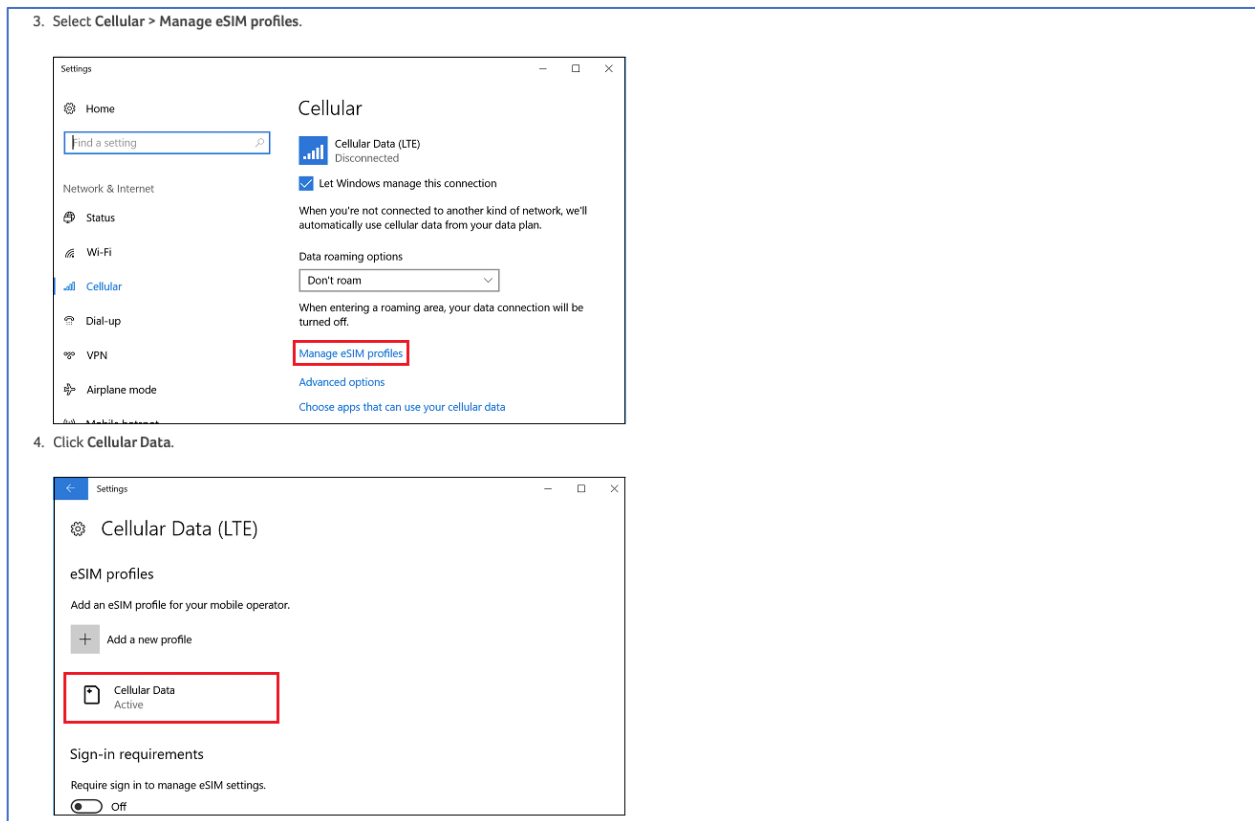 3. Select Cellular > Manage eSIM profiles.
Settings
Home
Find a setting
Network & Internet
Status
Wi-Fi
Cellular
Dial-up
VPN
Airplane mode
Mobile hotspot
Cellular
Cellular Data (LTE)
Disconnected
Let Windows manage this connection
When you're not connected to another kind of network, we'll
automatically use cellular data from your data plan.
Data roaming options
Don't roam
When entering a roaming area, your data connection will be
turned off.
Manage eSIM profiles
Advanced options
Choose apps that can use your cellular data
4. Click Cellular Data.
Settings
Cellular Data (LTE)
eSIM profiles
Add an eSIM profile for your mobile operator.
Add a new profile
Cellular Data
Active
Sign-in requirements
Require sign in to manage eSIM settings.
Off